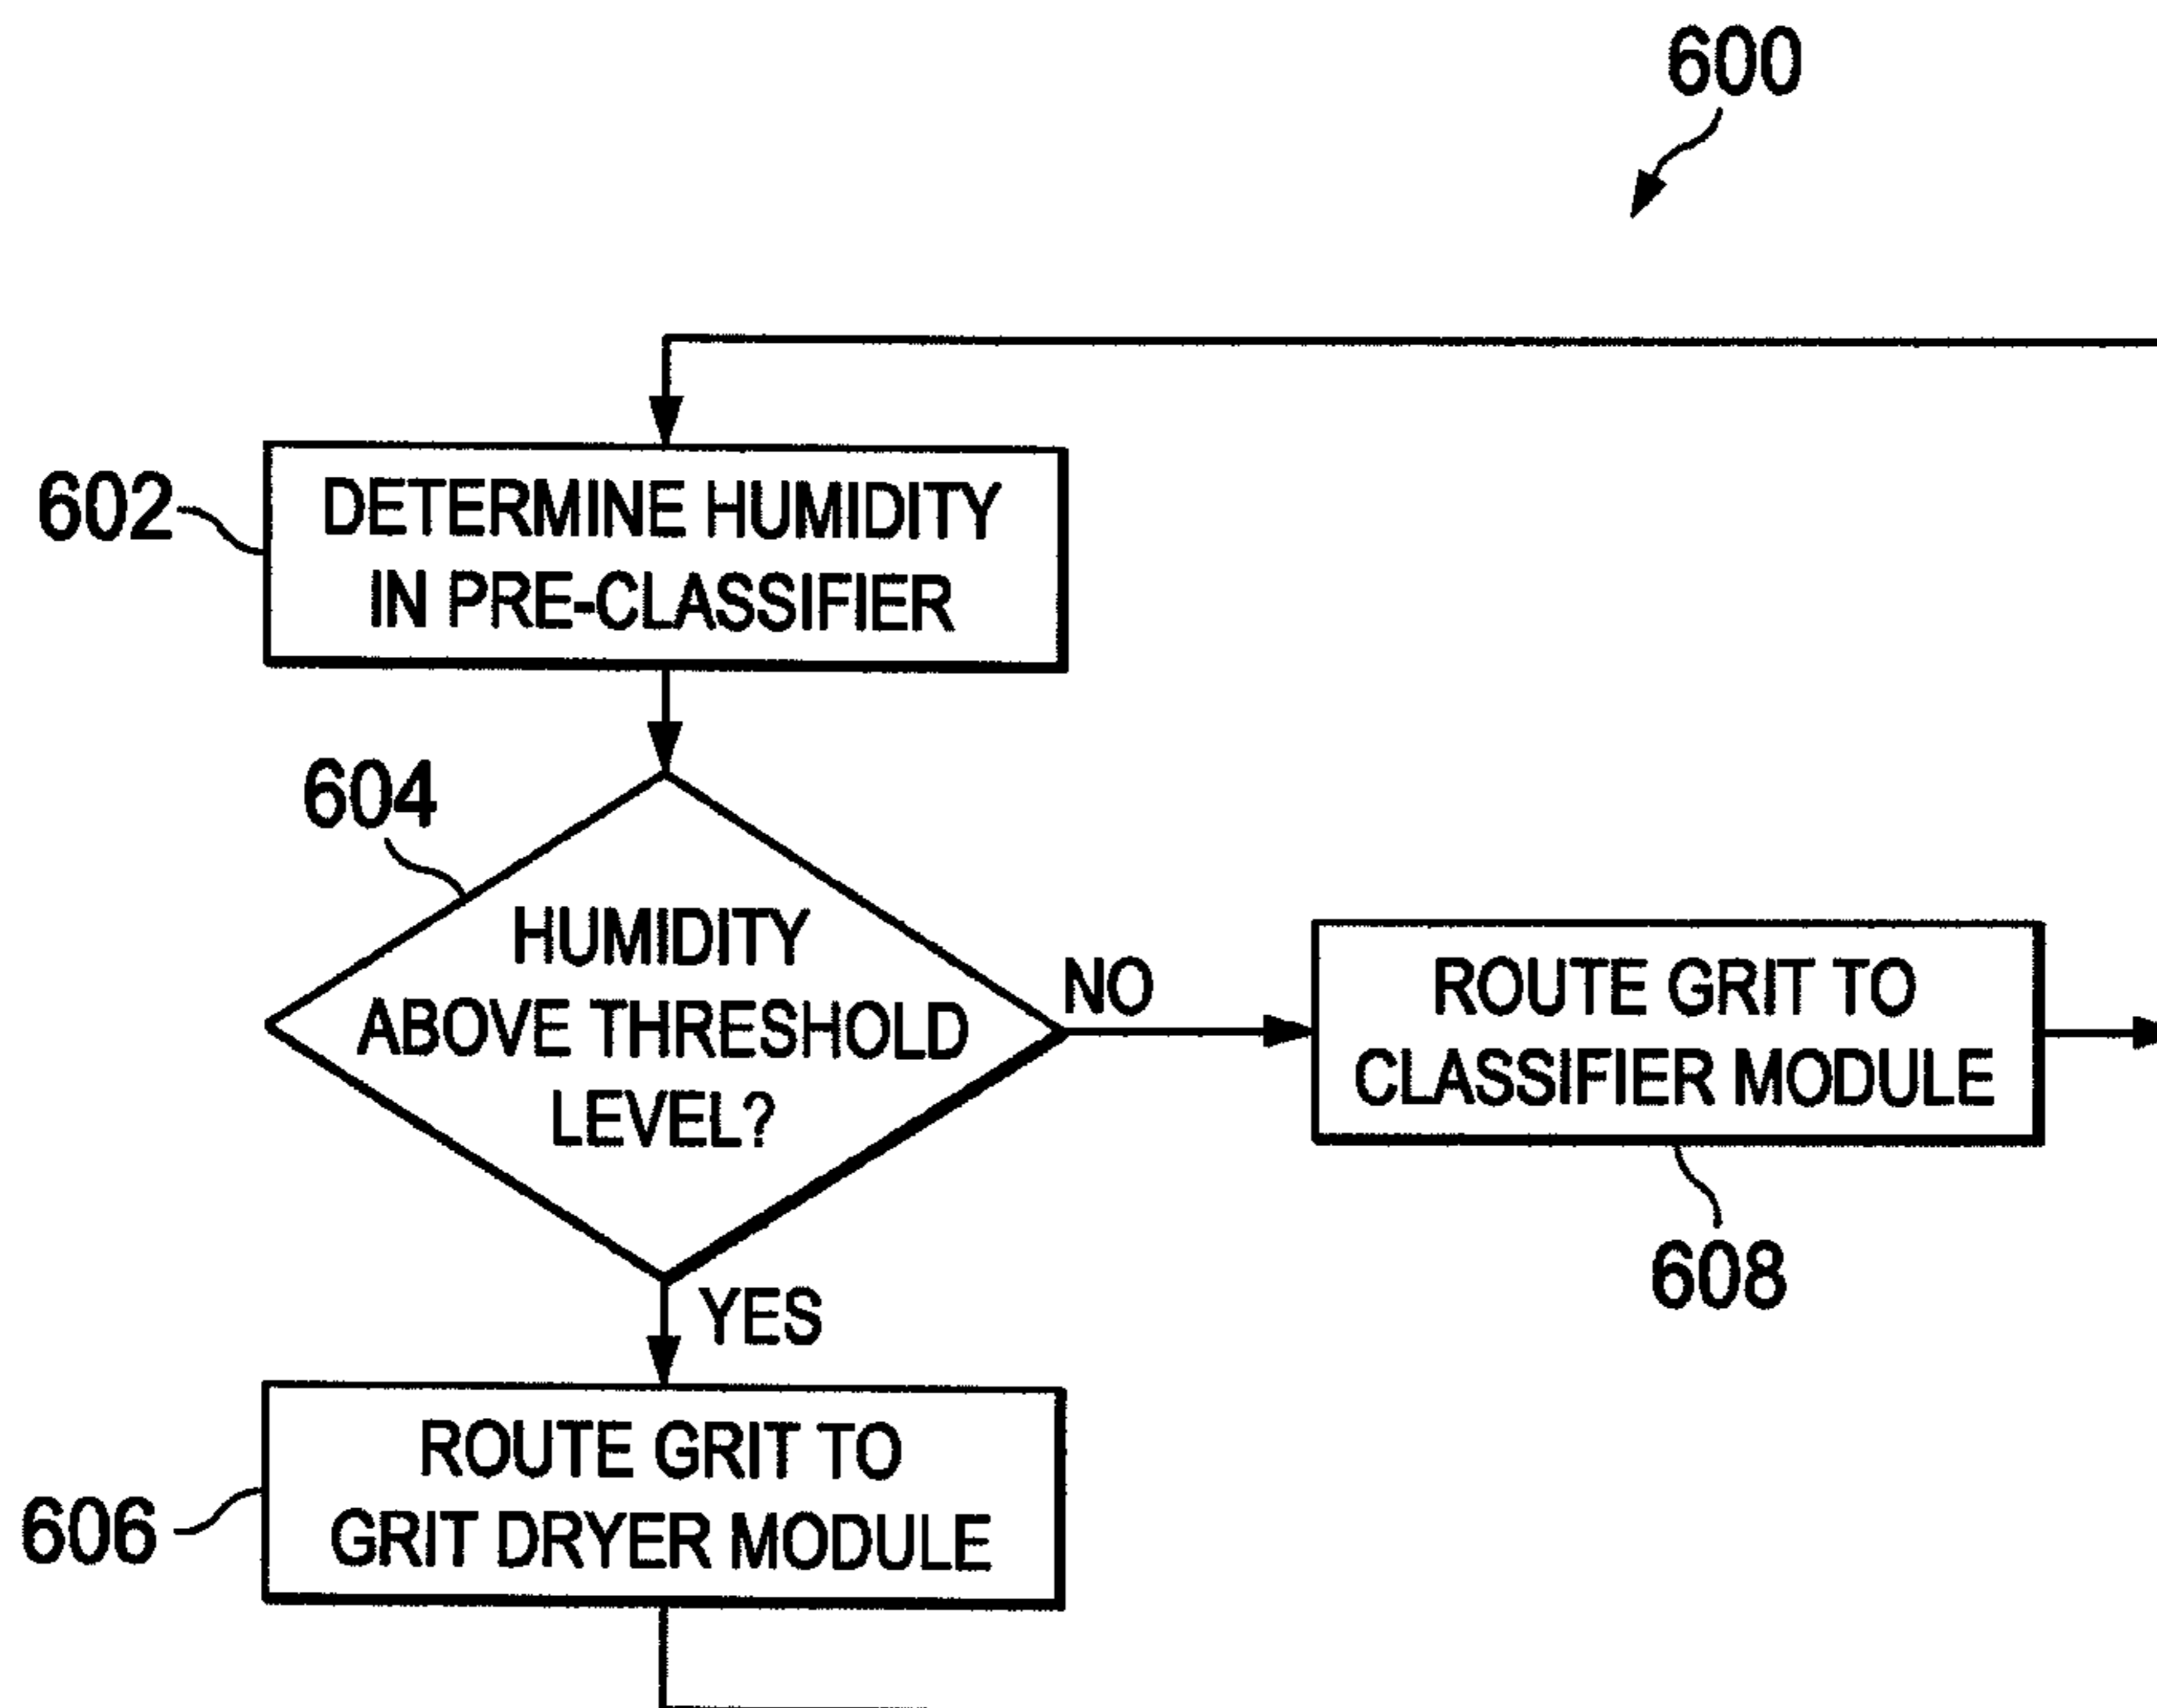 600
602
DETERMINE HUMIDITY
IN PRE-CLASSIFIER
604
HUMIDITY
ABOVE THRESHOLD
LEVEL?
NO
ROUTE GRIT TO
CLASSIFIER MODULE
608
YES
606
ROUTE GRIT TO
GRIT DRYER MODULE